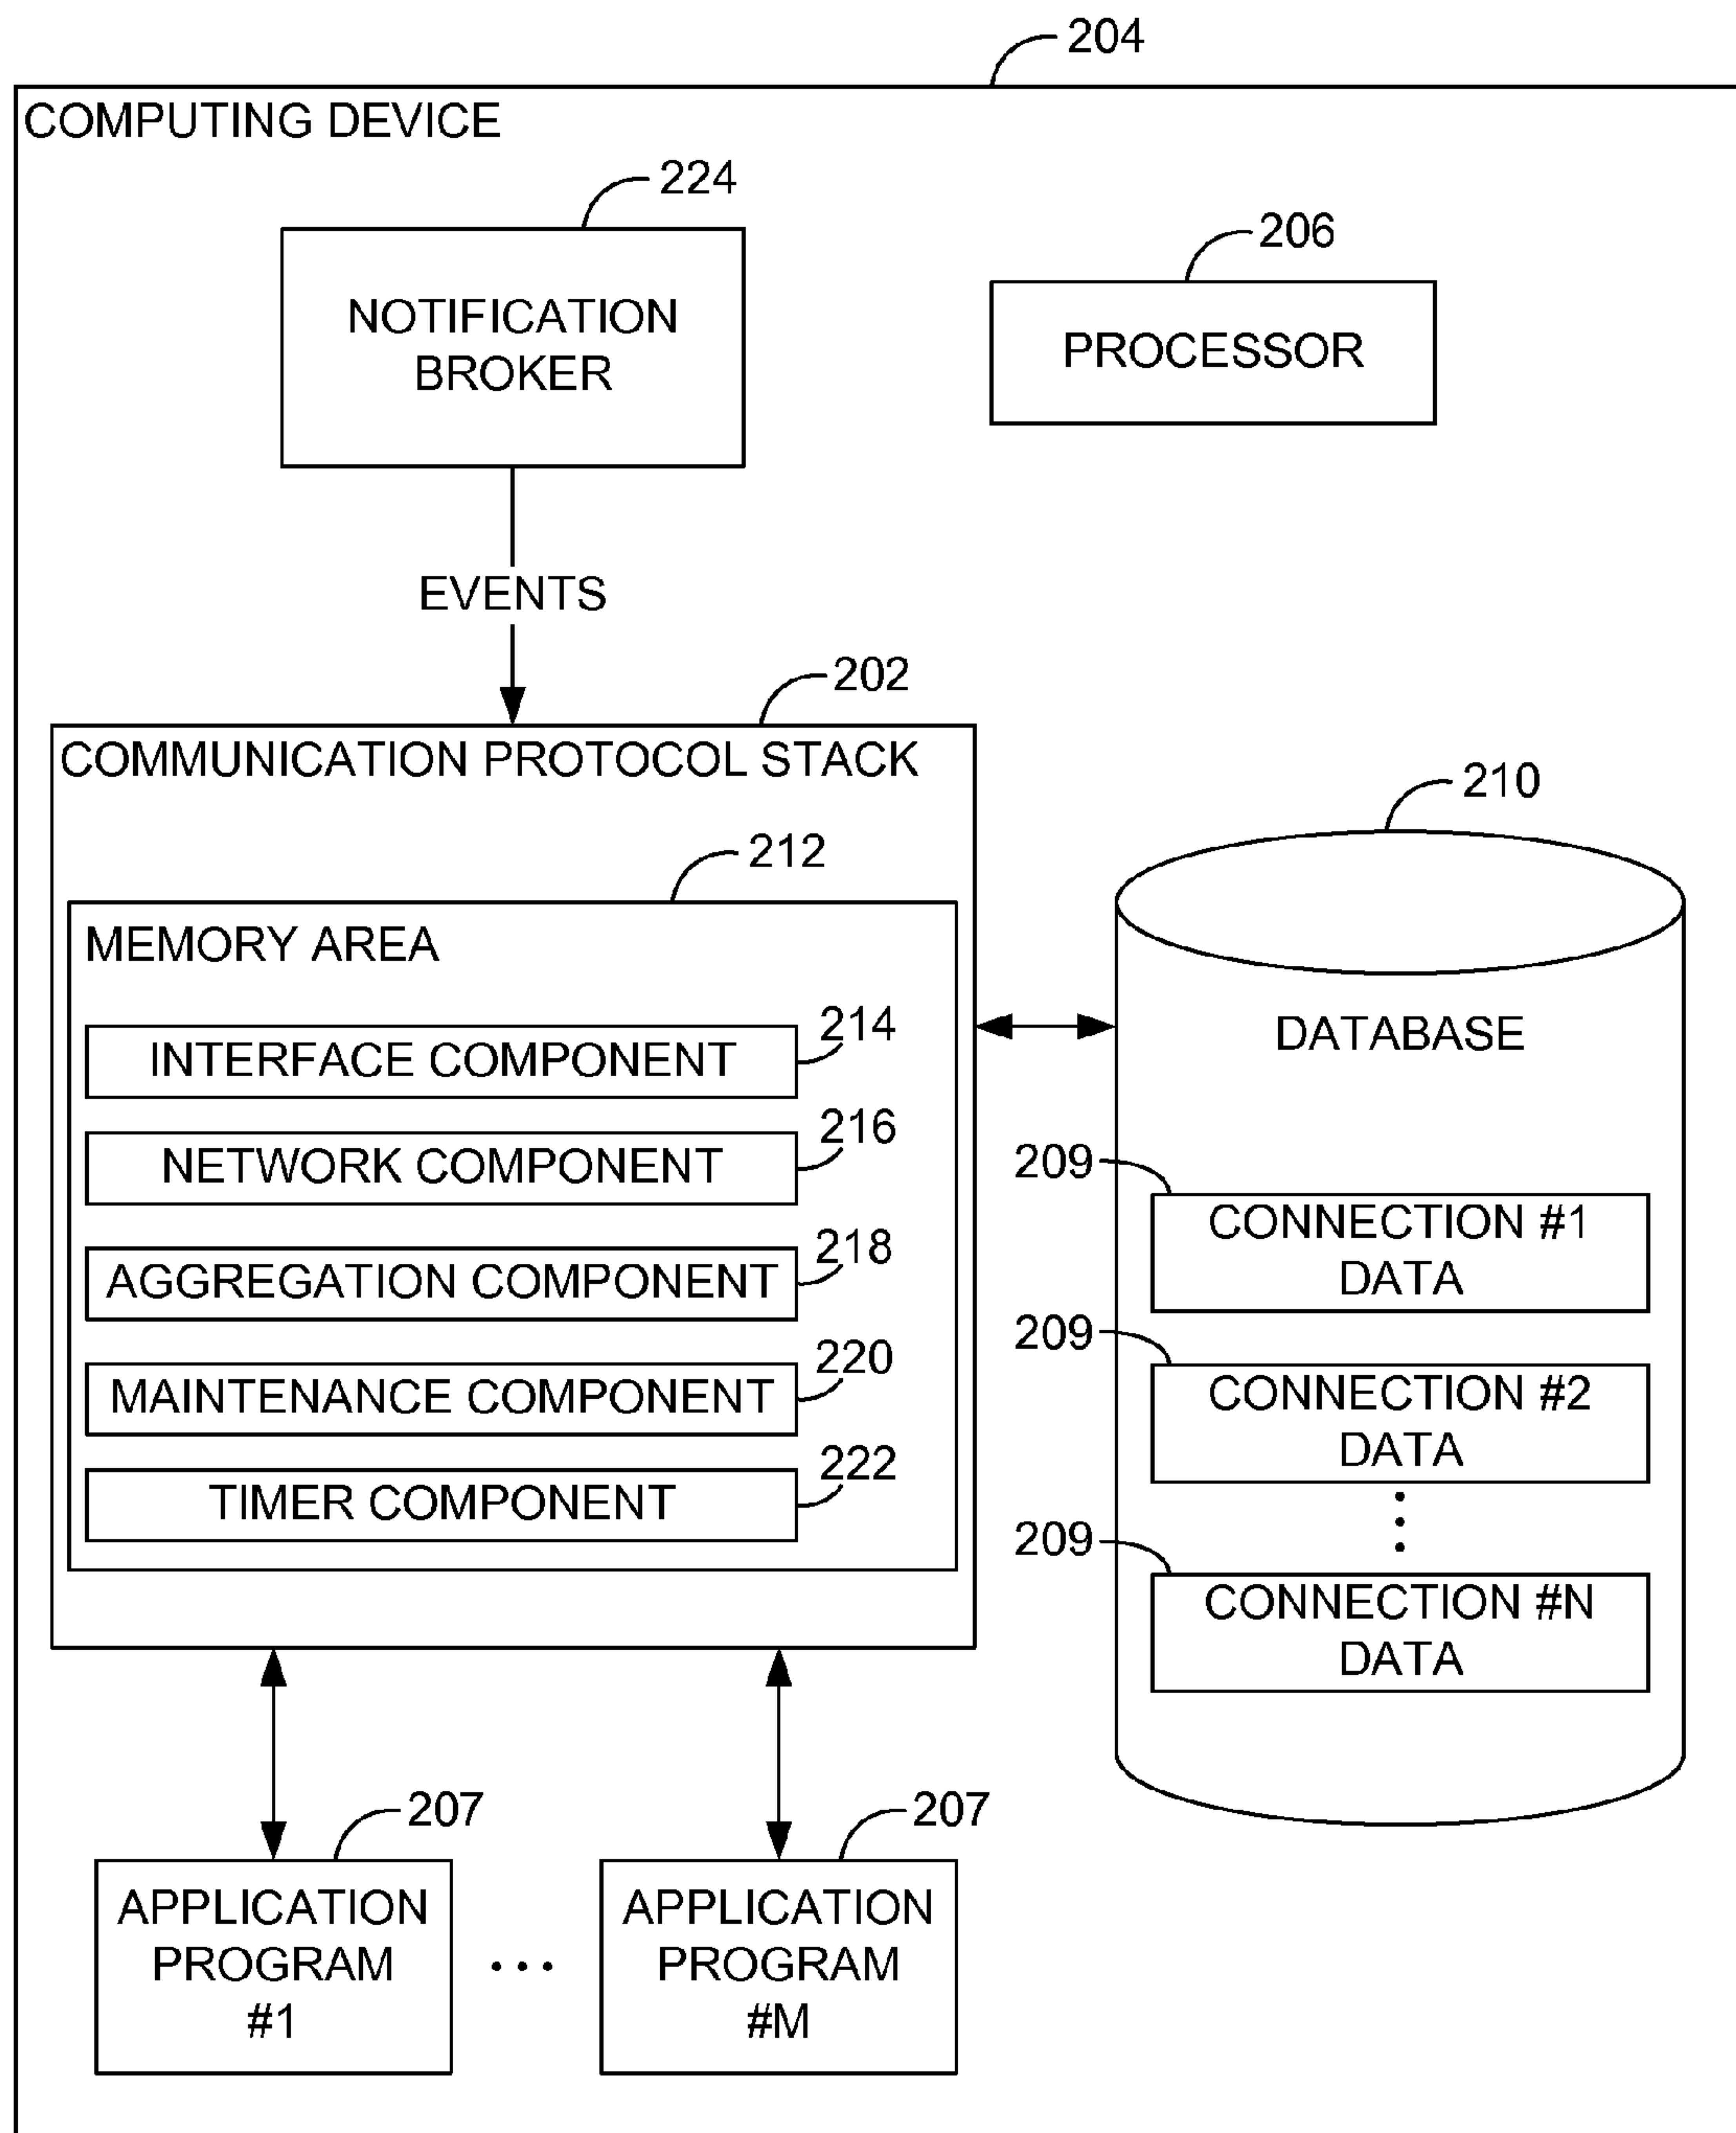 204
COMPUTING DEVICE
224
NOTIFICATION
BROKER
206
PROCESSOR
EVENTS
202
COMMUNICATION PROTOCOL STACK
212
MEMORY AREA
214
INTERFACE COMPONENT
216
NETWORK COMPONENT
218
AGGREGATION COMPONENT
220
MAINTENANCE COMPONENT
222
TIMER COMPONENT
210
DATABASE
209
CONNECTION #1
DATA
209
CONNECTION #2
DATA
209
CONNECTION #N
DATA
207
APPLICATION
PROGRAM
#1
...
207
APPLICATION
PROGRAM
#M